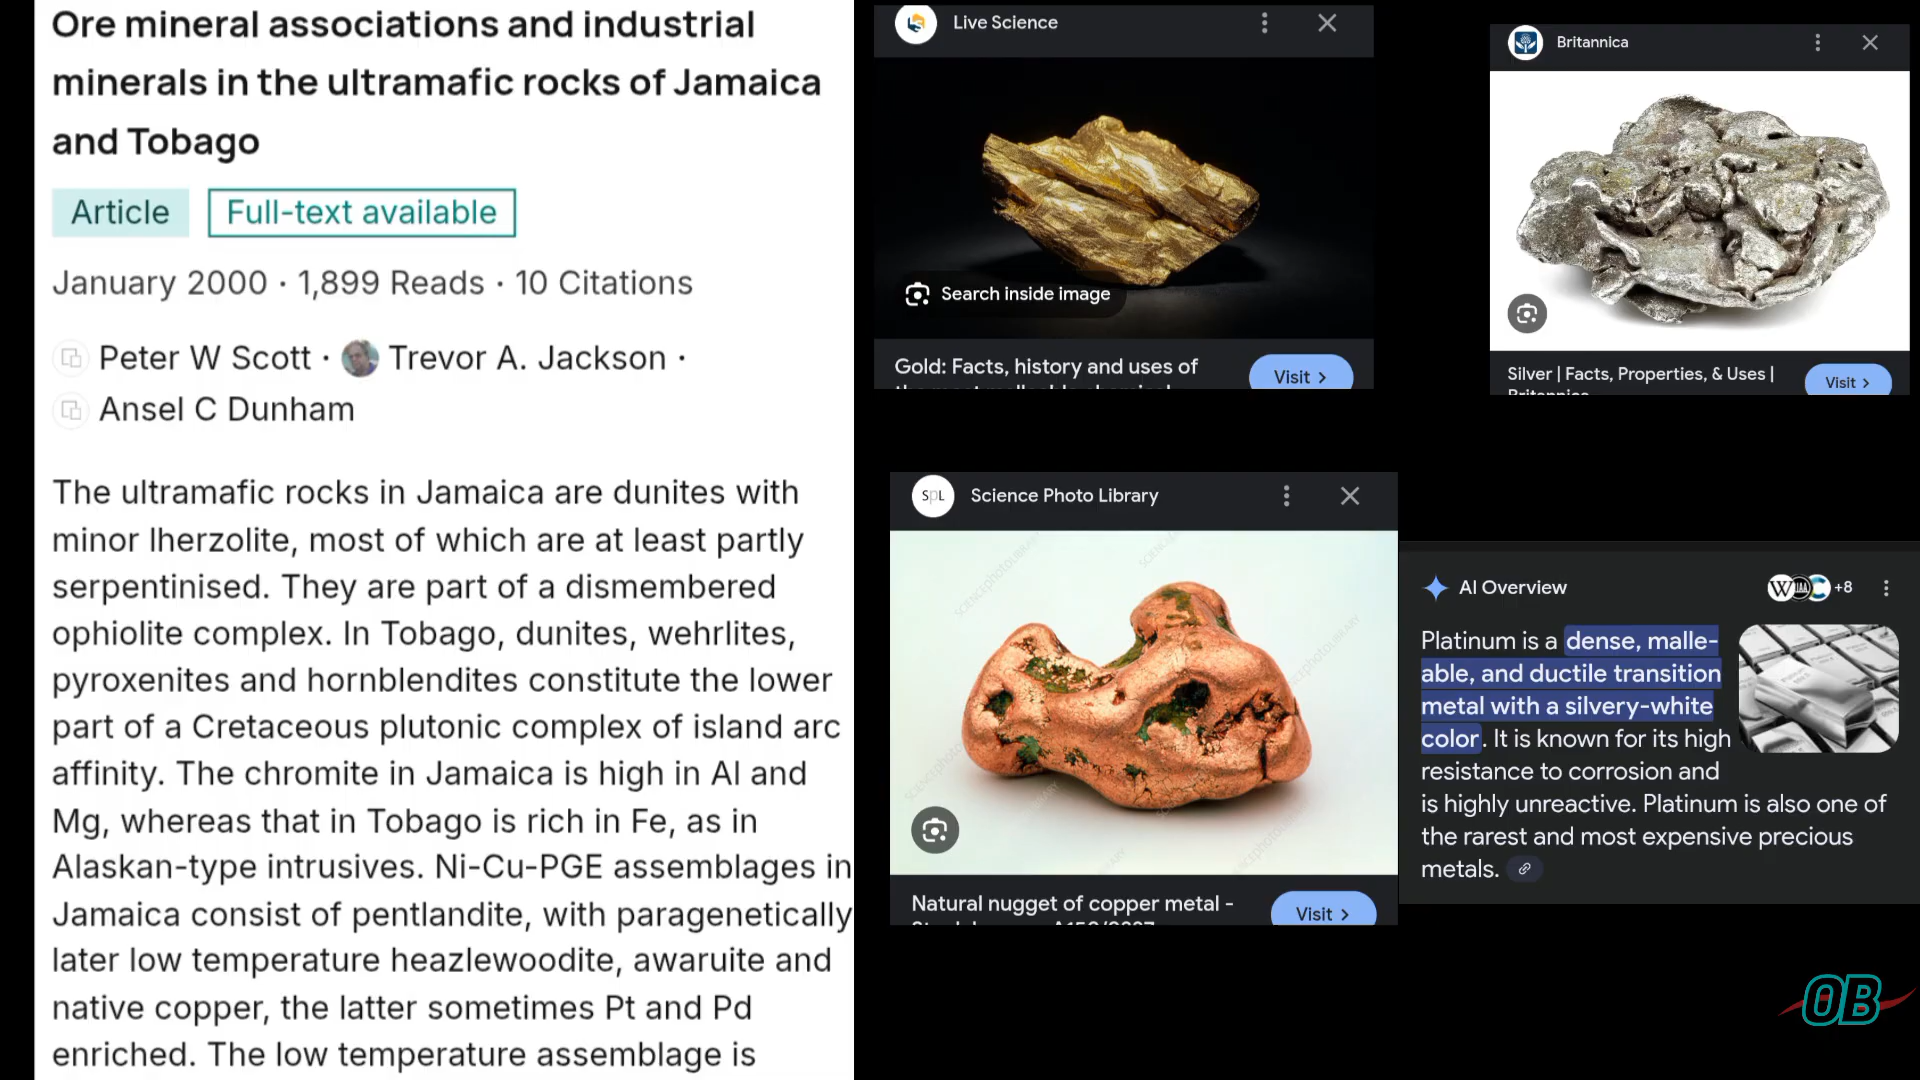 Ore mineral associations and industrial
minerals in the ultramafic rocks of Jamaica
and Tobago
Article
Full-text available
January 2000 · 1,899 Reads · 10 Citations
Peter W Scott · Trevor A. Jackson ·
Ansel C Dunham
The ultramafic rocks in Jamaica are dunites with
minor lherzolite, most of which are at least partly
serpentinised. They are part of a dismembered
ophiolite complex. In Tobago, dunites, wehrlites,
pyroxenites and hornblendites constitute the lower
part of a Cretaceous plutonic complex of island arc
affinity. The chromite in Jamaica is high in Al and
Mg, whereas that in Tobago is rich in Fe, as in
Alaskan-type intrusives. Ni-Cu-PGE assemblages in
Jamaica consist of pentlandite, with paragenetically
later low temperature heazlewoodite, awaruite and
native copper, the latter sometimes Pt and Pd
enriched. The low temperature assemblage is
Live Science
Search inside image
Gold: Facts, history and uses of
Visit
Britannica
Silver | Facts, Properties, & Uses |
Britannica
Visit
SPL
Science Photo Library
Natural nugget of copper metal -
Visit
AI Overview
+8
Platinum is a dense, malle-
able, and ductile transition
metal with a silvery-white
color. It is known for its high
resistance to corrosion and
is highly unreactive. Platinum is also one of
the rarest and most expensive precious
metals.
OB